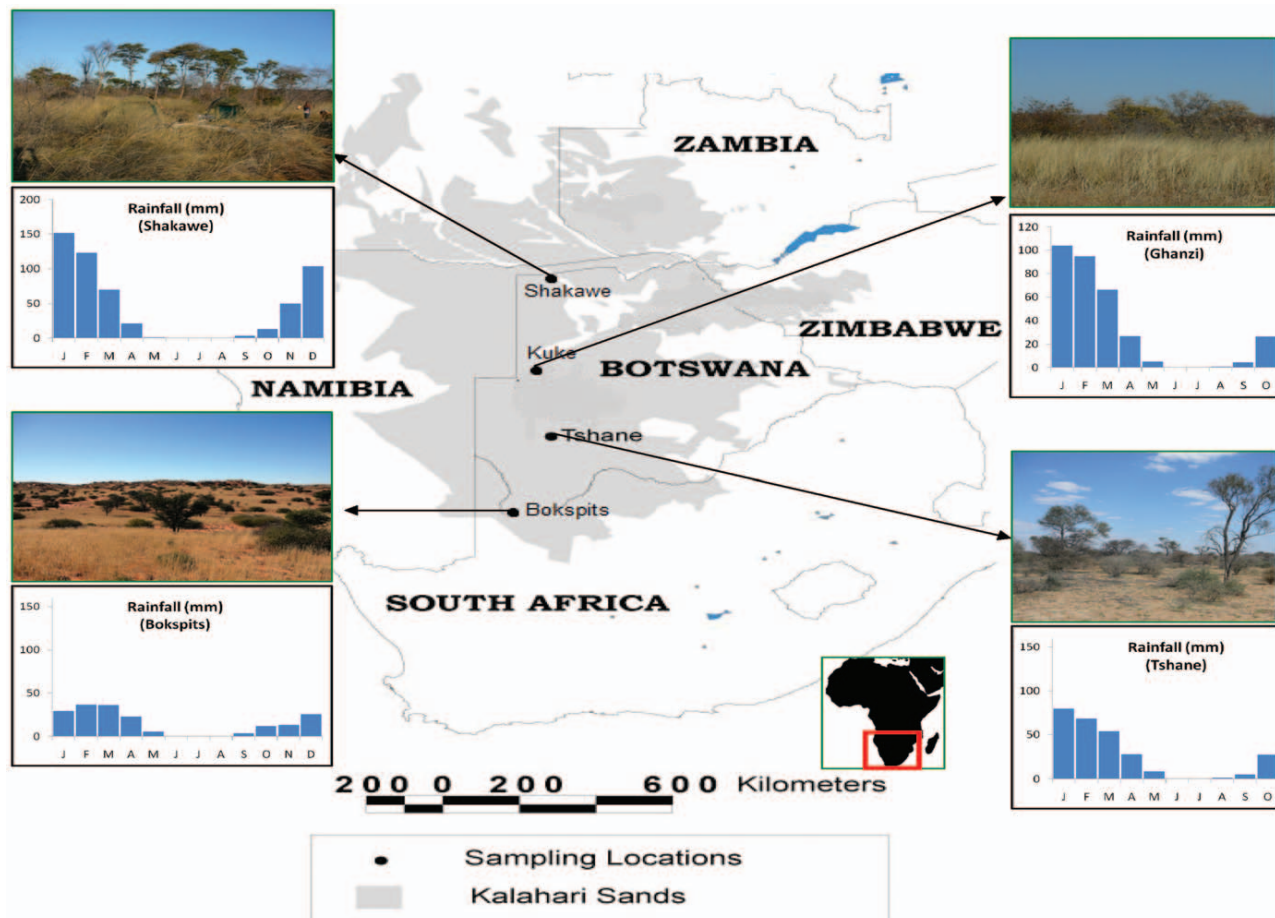 Rainfall (mm)
(Shakawe)
200
150
100
50
0
J F M A M J J A S O N D
Rainfall (mm)
(Bokspits)
150
100
50
0
J F M A M J J A S O N D
ZAMBIA
Shakawe
ZIMBABWE
Kuke
BOTSWANA
NAMIBIA
Tshane
Bokspits
SOUTH AFRICA
200 0 200 600 Kilometers
Sampling Locations
Kalahari Sands
Rainfall (mm)
(Ghanzi)
120
100
80
60
40
20
0
J F M A M J J A S O
Rainfall (mm)
(Tshane)
150
100
50
0
J F M A M J J A S O